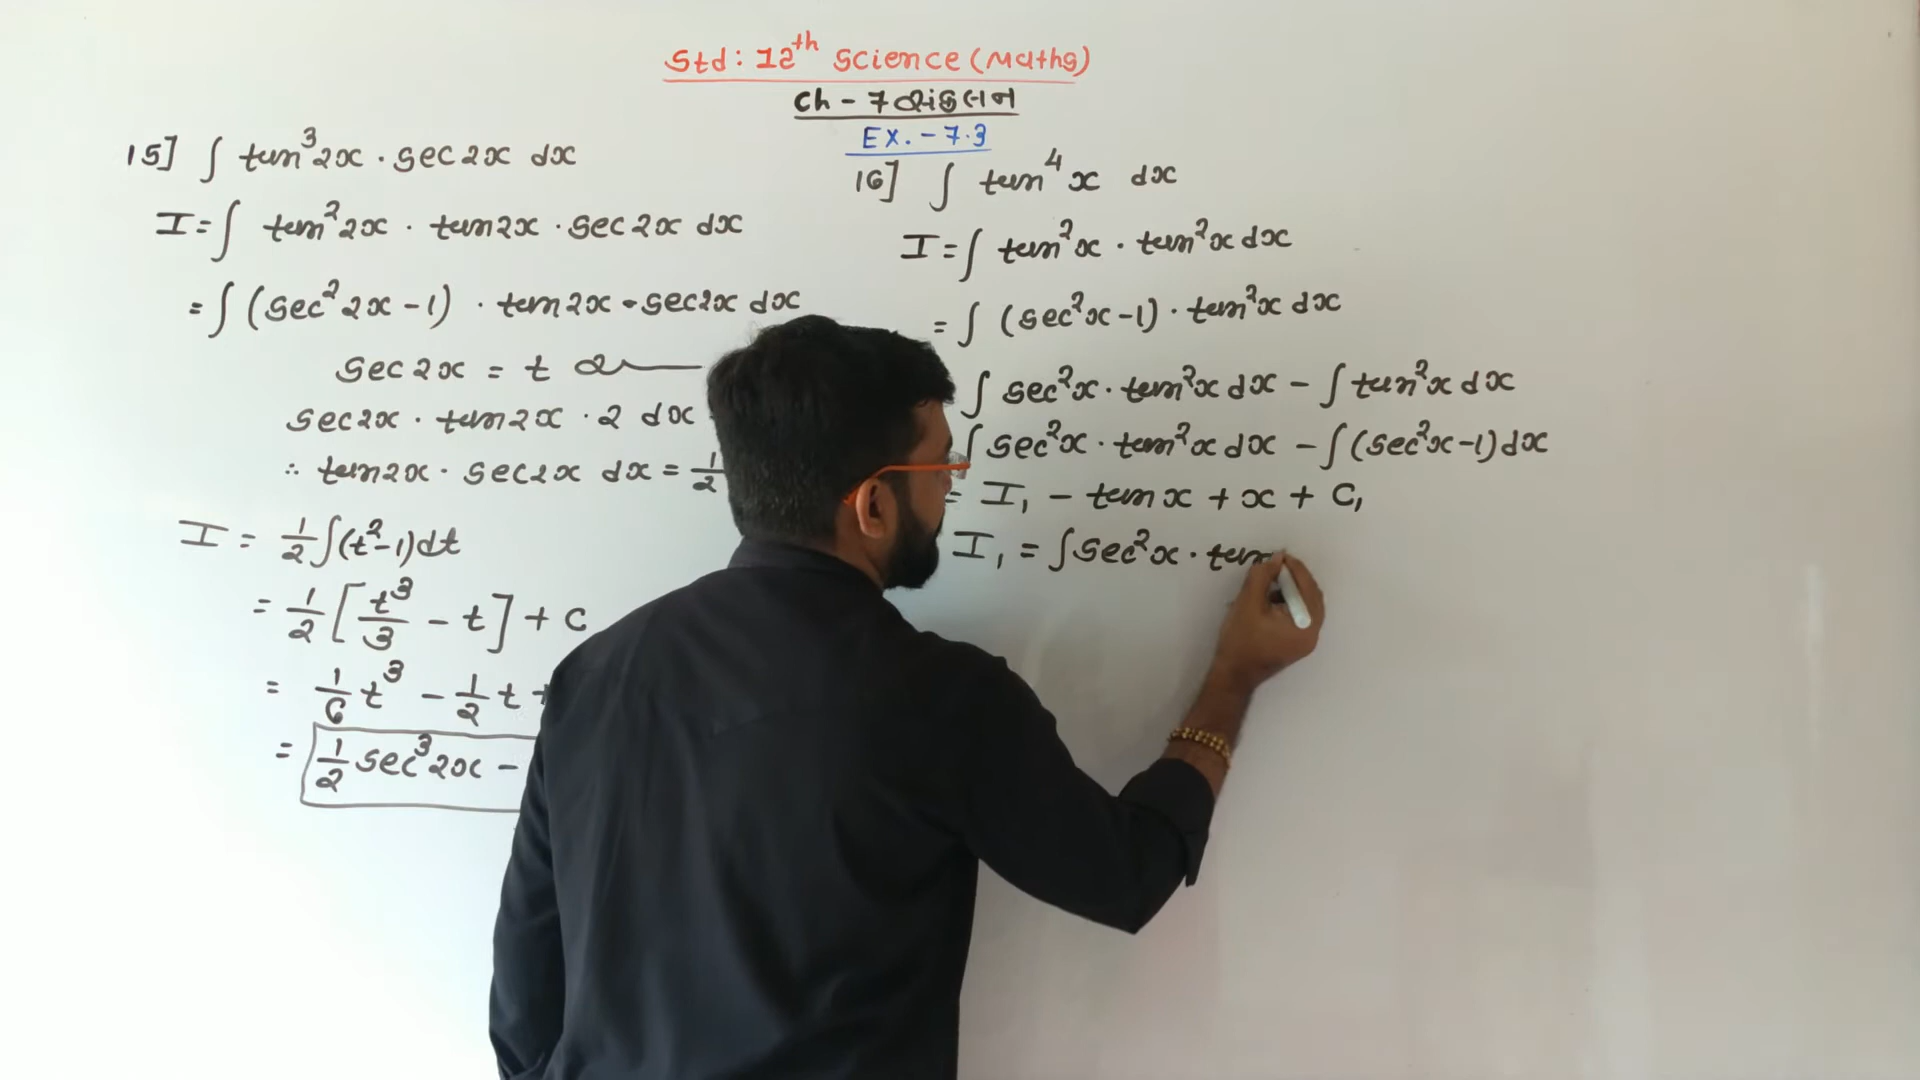 Std: 12th Science (Maths)
Ch - 7 સંકલન
Ex. - 7.3
15] ∫ tan³2x · sec2x dx
I = ∫ tan²2x · tan2x · sec2x dx
= ∫ (sec²2x - 1) · tan2x · sec2x dx
sec2x = t
sec2x · tan2x · 2 dx
∴ tan2x · sec2x dx = 1/2
I = 1/2 ∫(t²-1)dt
= 1/2 [t³/3 - t] + c
= 1/6 t³ - 1/2 t +
= 1/2 sec³2x -
16] ∫ tan⁴x dx
I = ∫ tan²x · tan²x dx
= ∫ (sec²x - 1) · tan²x dx
∫ sec²x · tan²x dx - ∫ tan²x dx
∫ sec²x · tan²x dx - ∫ (sec²x - 1) dx
= I₁ - tan x + x + C₁
I₁ = ∫ sec²x · tan